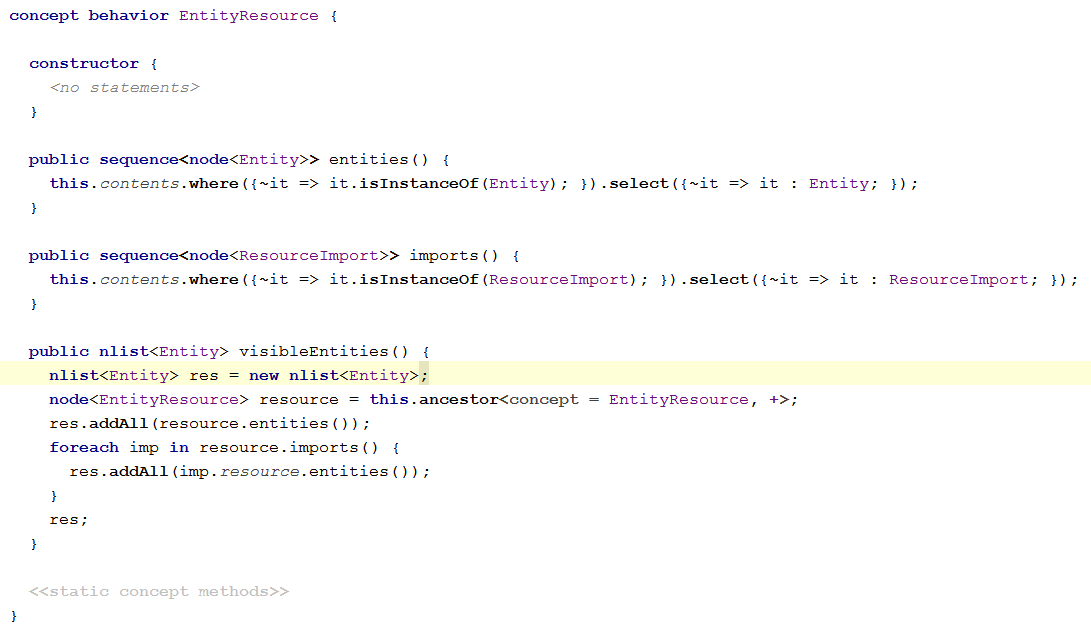 concept behavior EntityResource {
constructor {
<no statements>
}
public sequence<node<Entity>> entities() {
this.contents.where({~it => it.isInstanceOf(Entity); }).select({~it => it : Entity; });
}
public sequence<node<ResourceImport>> imports() {
this.contents.where({~it => it.isInstanceOf(ResourceImport); }).select({~it => it : ResourceImport; });
}
public nlist<Entity> visibleEntities() {
nlist<Entity> res = new nlist<Entity>;
node<EntityResource> resource = this.ancestor<concept = EntityResource, +>;
res.addAll(resource.entities());
foreach imp in resource.imports() {
res.addAll(imp.resource.entities());
}
res;
}
<<static concept methods>>
}